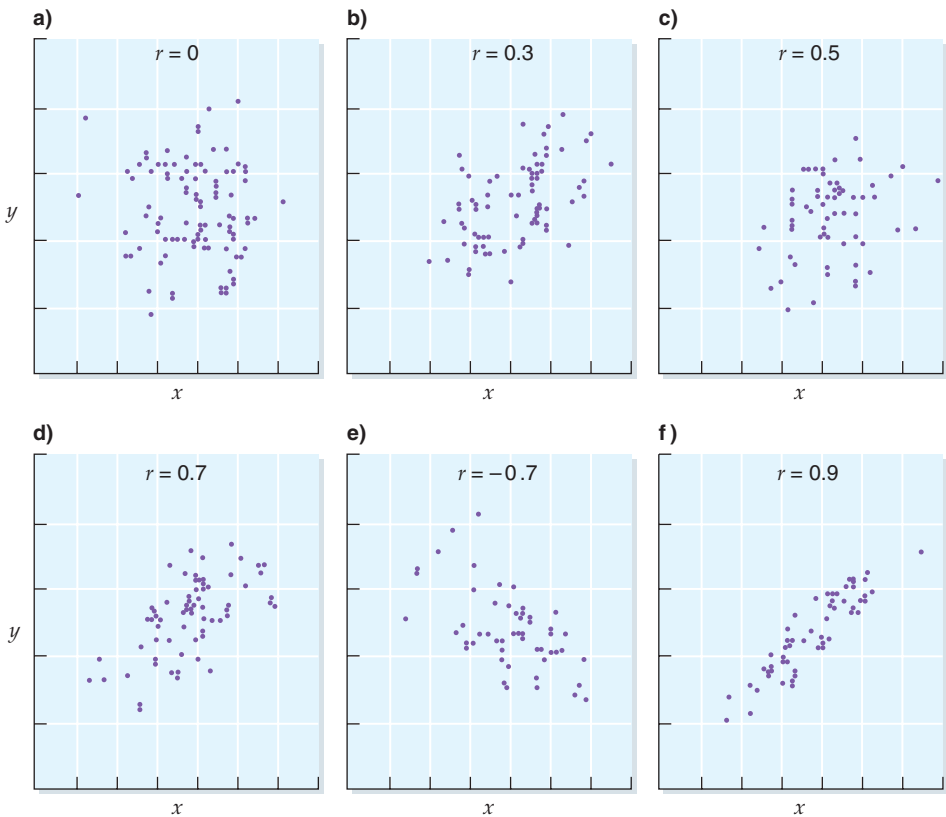 a)
r = 0
b)
r = 0.3
c)
r = 0.5
y
x
x
x
d)
r = 0.7
e)
r = −0.7
f)
r = 0.9
y
x
x
x